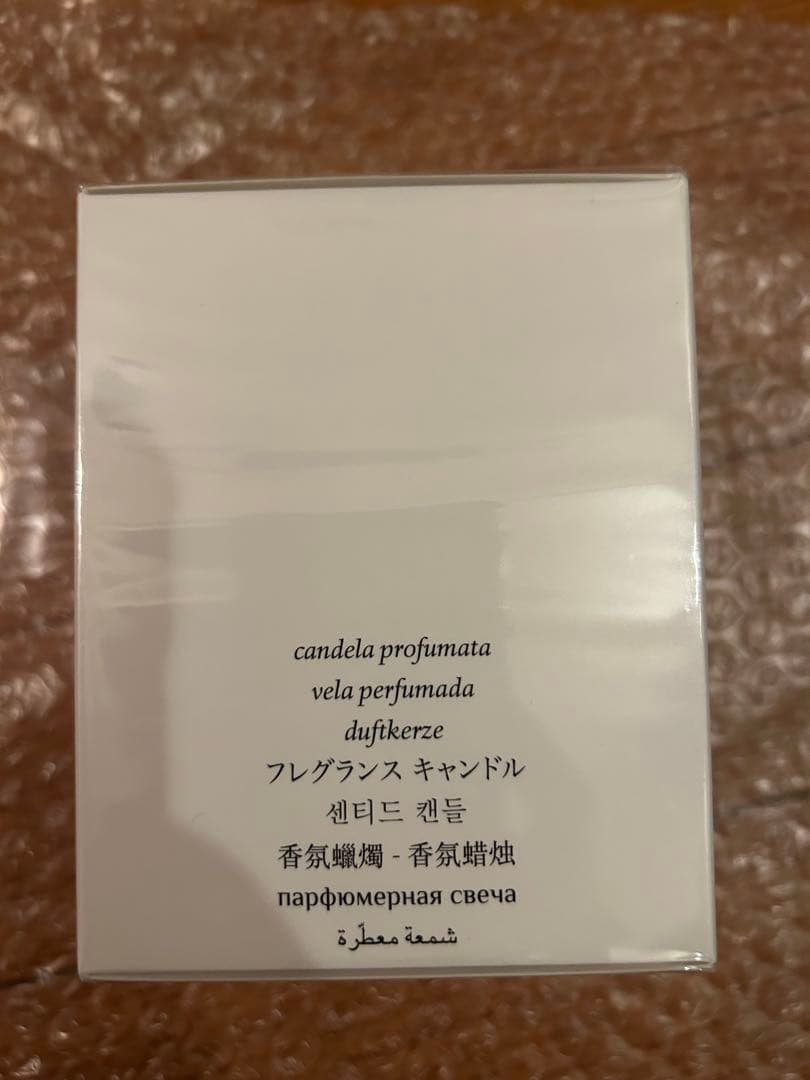 candela profumata
vela perfumada
duftkerze
フレグランス キャンドル
센티드 캔들
香氛蠟燭 - 香氛蜡烛
парфюмерная свеча
شمعة معطّرة